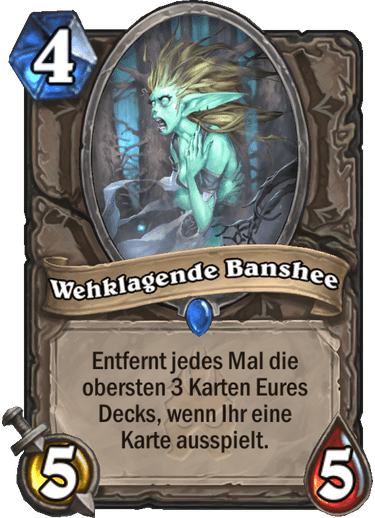 4
Wehklagende Banshee
Entfernt jedes Mal die
obersten 3 Karten Eures
Decks, wenn Ihr eine
Karte ausspielt.
5
5